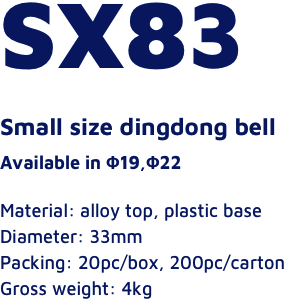 SX83
Small size dingdong bell
Available in Φ19,Φ22
Material: alloy top, plastic base
Diameter: 33mm
Packing: 20pc/box, 200pc/carton
Gross weight: 4kg